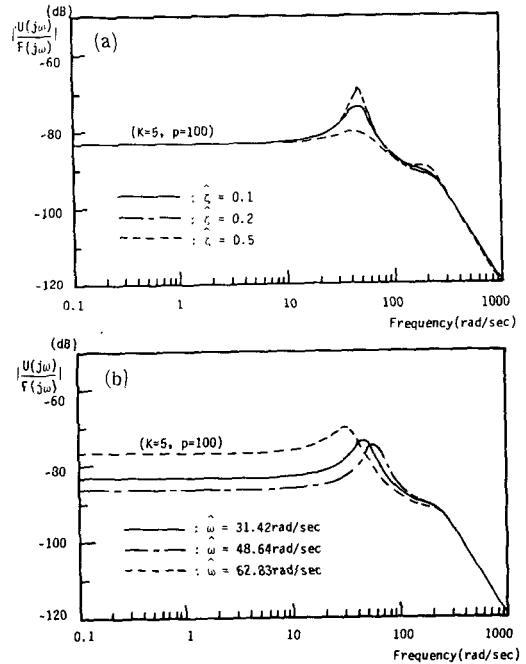 (dB)
|U(jω)/F(jω)|
(a)
-60
(K=5, p=100)
-80
: ζ̂ = 0.1
: ζ̂ = 0.2
: ζ̂ = 0.5
-100
-120
0.1 1 10 100 1000
Frequency(rad/sec)
(dB)
|U(jω)/F(jω)|
(b)
-60
(K=5, p=100)
-80
: ω̂ = 31.42rad/sec
: ω̂ = 48.64rad/sec
: ω̂ = 62.83rad/sec
-100
-120
0.1 1 10 100 1000
Frequency(rad/sec)